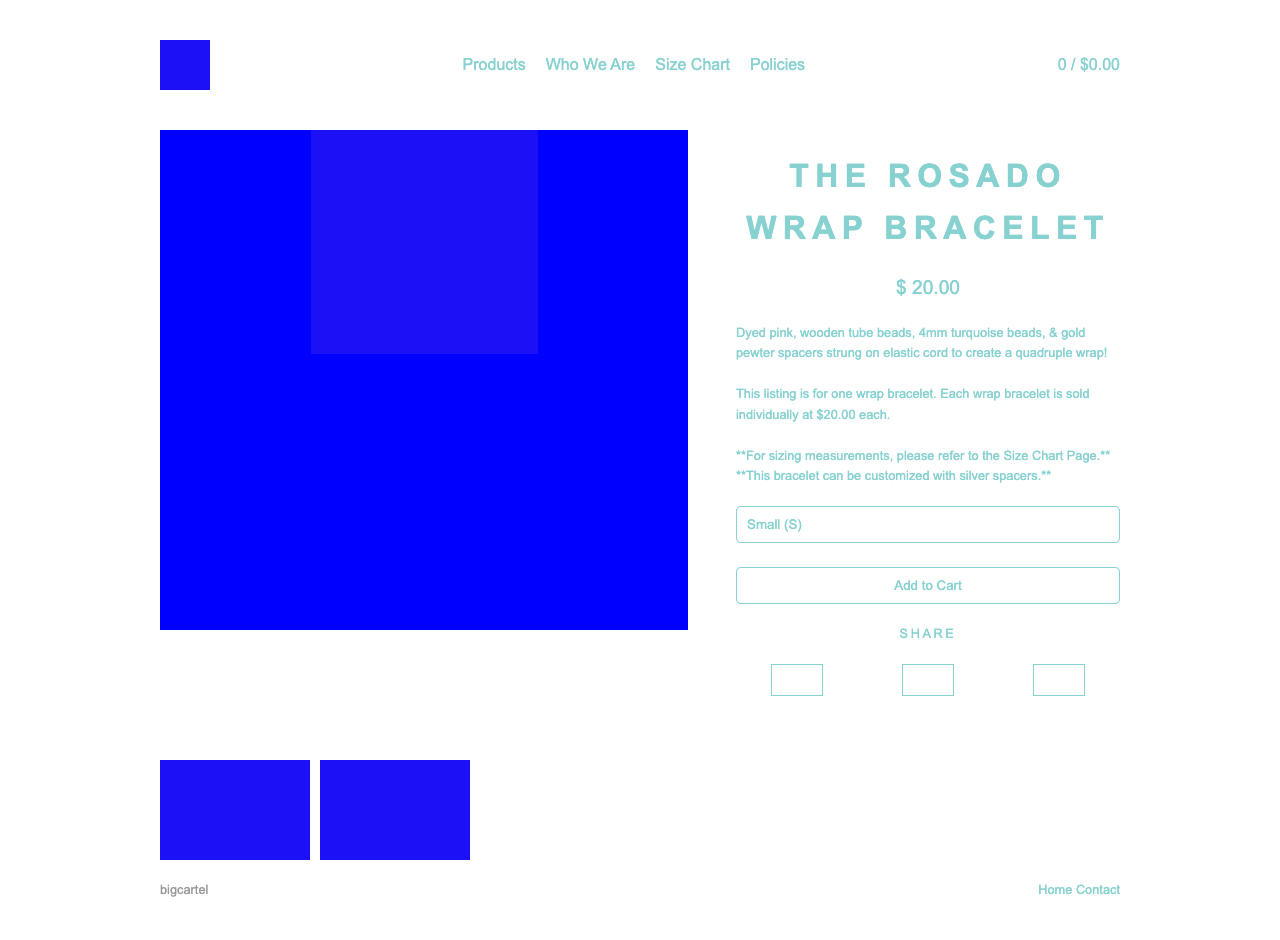 Products Who We Are Size Chart Policies 0 / $0.00
THE ROSADO
WRAP BRACELET
$ 20.00
Dyed pink, wooden tube beads, 4mm turquoise beads, & gold
pewter spacers strung on elastic cord to create a quadruple wrap!
This listing is for one wrap bracelet. Each wrap bracelet is sold
individually at $20.00 each.
**For sizing measurements, please refer to the Size Chart Page.**
**This bracelet can be customized with silver spacers.**
Small (S)
Add to Cart
SHARE
bigcartel Home Contact